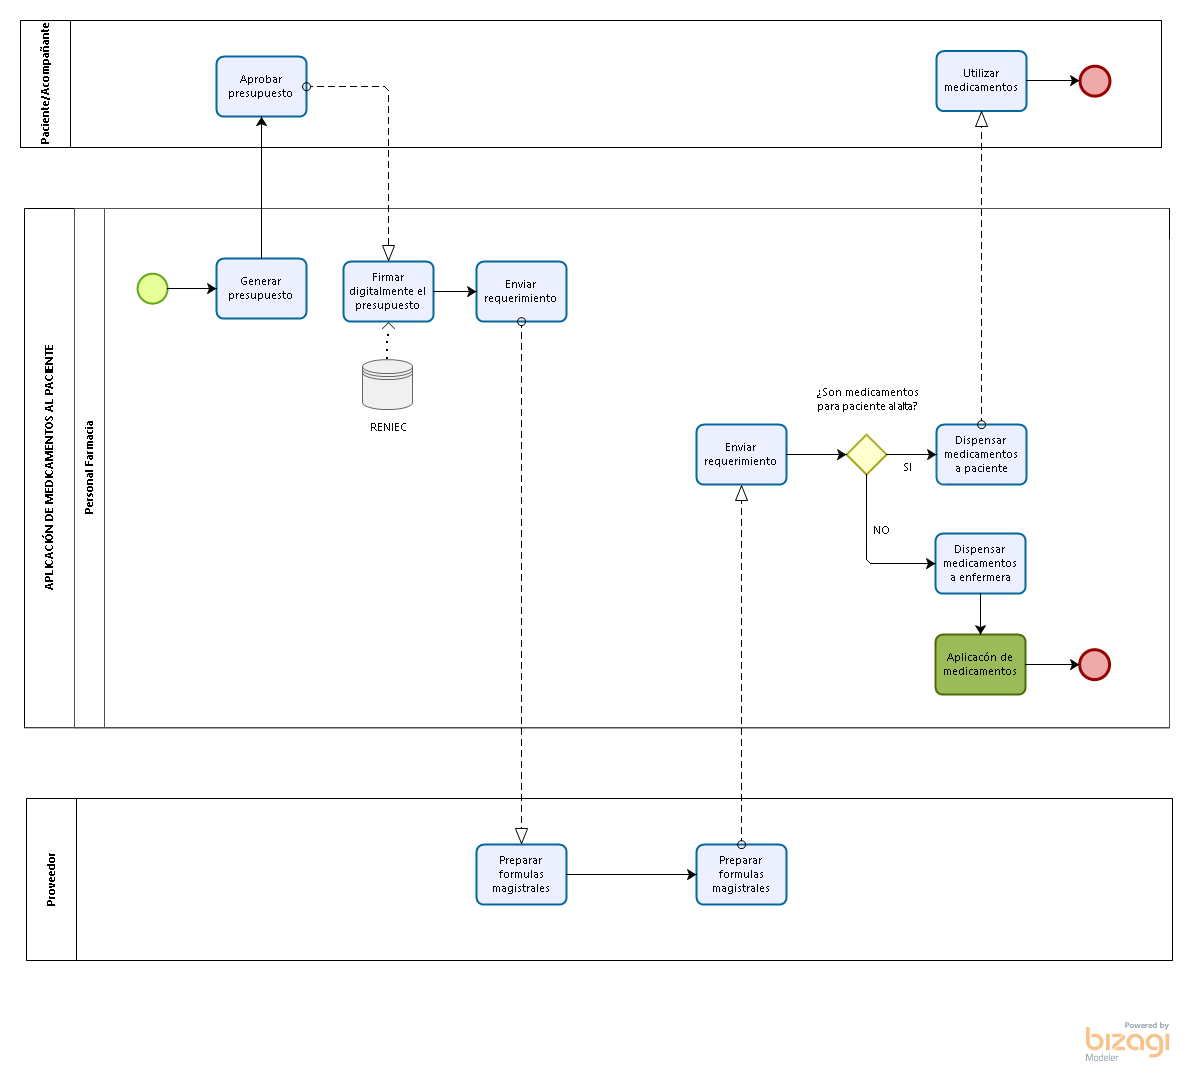 Paciente/Acompañante
Aprobar
presupuesto
Utilizar
medicamentos
APLICACIÓN DE MEDICAMENTOS AL PACIENTE
Personal Farmacia
Generar
presupuesto
Firmar
digitalmente el
presupuesto
Enviar
requerimiento
RENIEC
Enviar
requerimiento
¿Son medicamentos
para paciente al alta?
SI
NO
Dispensar
medicamentos
a paciente
Dispensar
medicamentos
a enfermera
Aplicacón de
medicamentos
Proveedor
Preparar
formulas
magistrales
Preparar
formulas
magistrales
Powered by
bizagi
Modeler